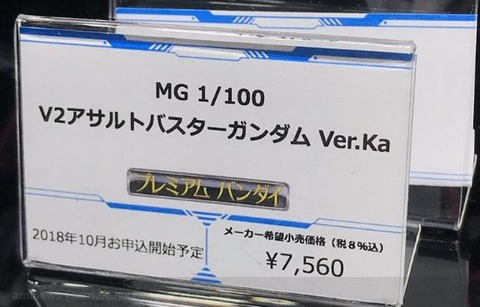 MG 1/100
V2アサルトバスターガンダム Ver.Ka
プレミアム バンダイ
2018年10月お申込開始予定
メーカー希望小売価格（税８％込）
¥7,560